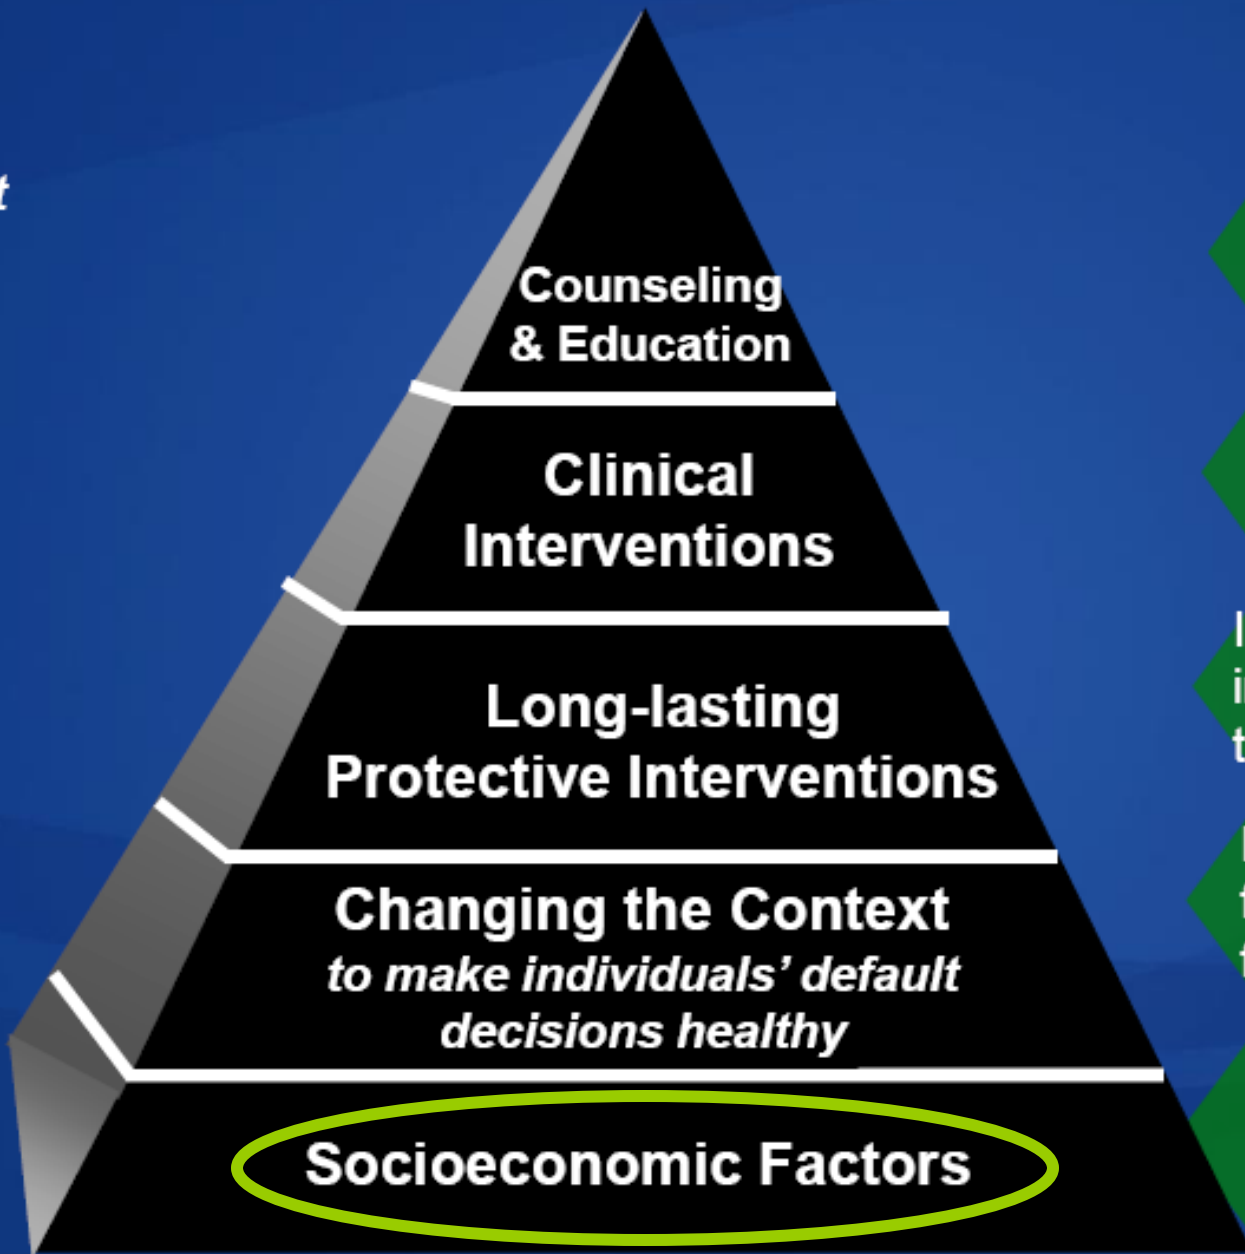 Counseling
& Education
Clinical
Interventions
Long-lasting
Protective Interventions
Changing the Context
to make individuals’ default
decisions healthy
Socioeconomic Factors